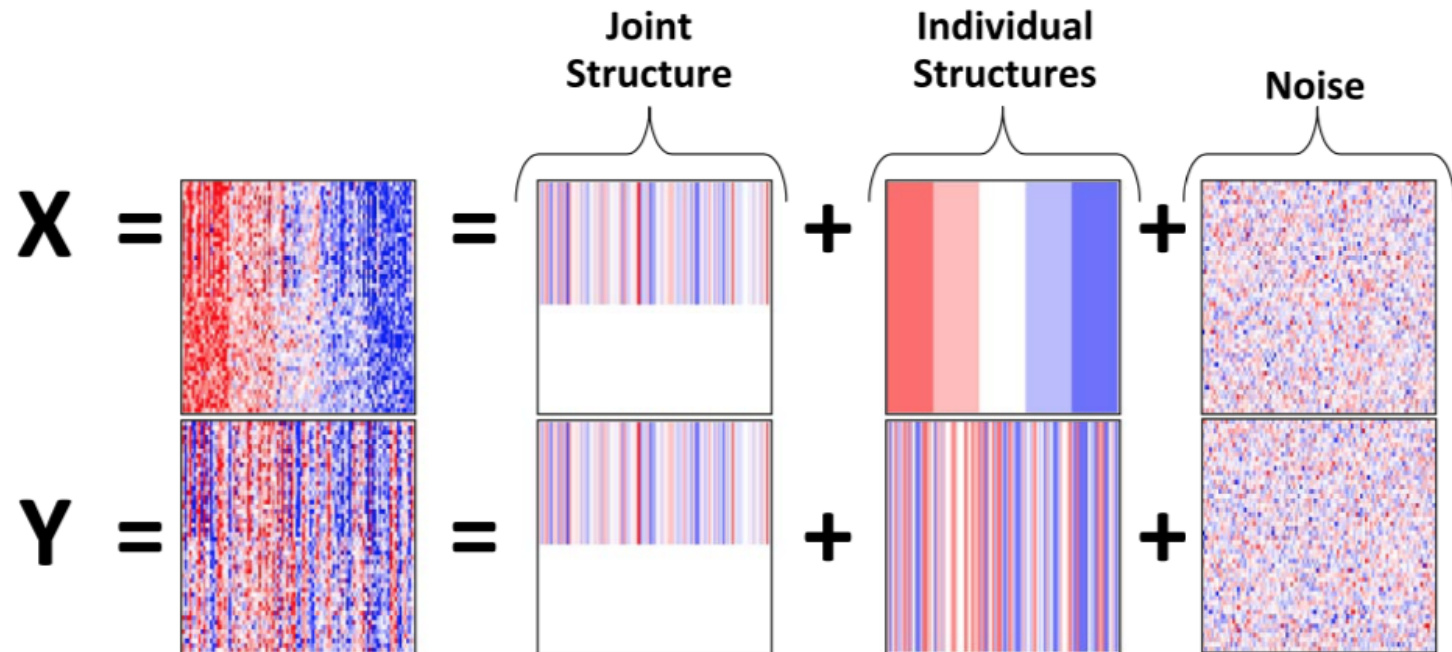 Joint
Structure
Individual
Structures
Noise
X = = + +
Y = = + +